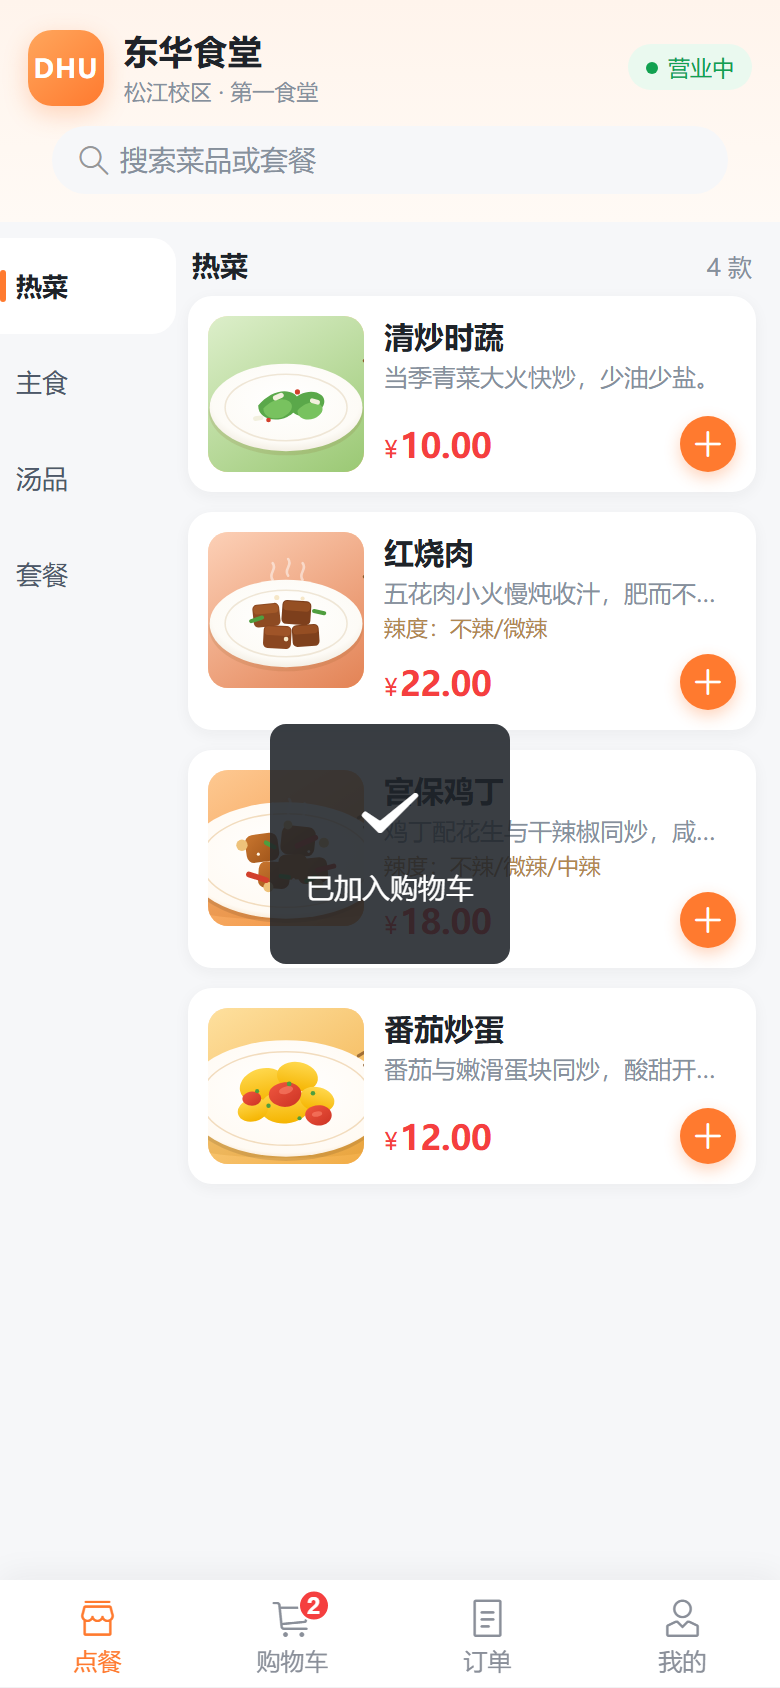 DHU
东华食堂
松江校区 · 第一食堂
营业中
搜索菜品或套餐
热菜
主食
汤品
套餐
热菜
4 款
清炒时蔬
当季青菜大火快炒，少油少盐。
¥10.00
红烧肉
五花肉小火慢炖收汁，肥而不...
辣度：不辣/微辣
¥22.00
宫保鸡丁
鸡丁配花生与干辣椒同炒，咸...
辣度：不辣/微辣/中辣
¥18.00
已加入购物车
番茄炒蛋
番茄与嫩滑蛋块同炒，酸甜开...
¥12.00
点餐
2
购物车
订单
我的